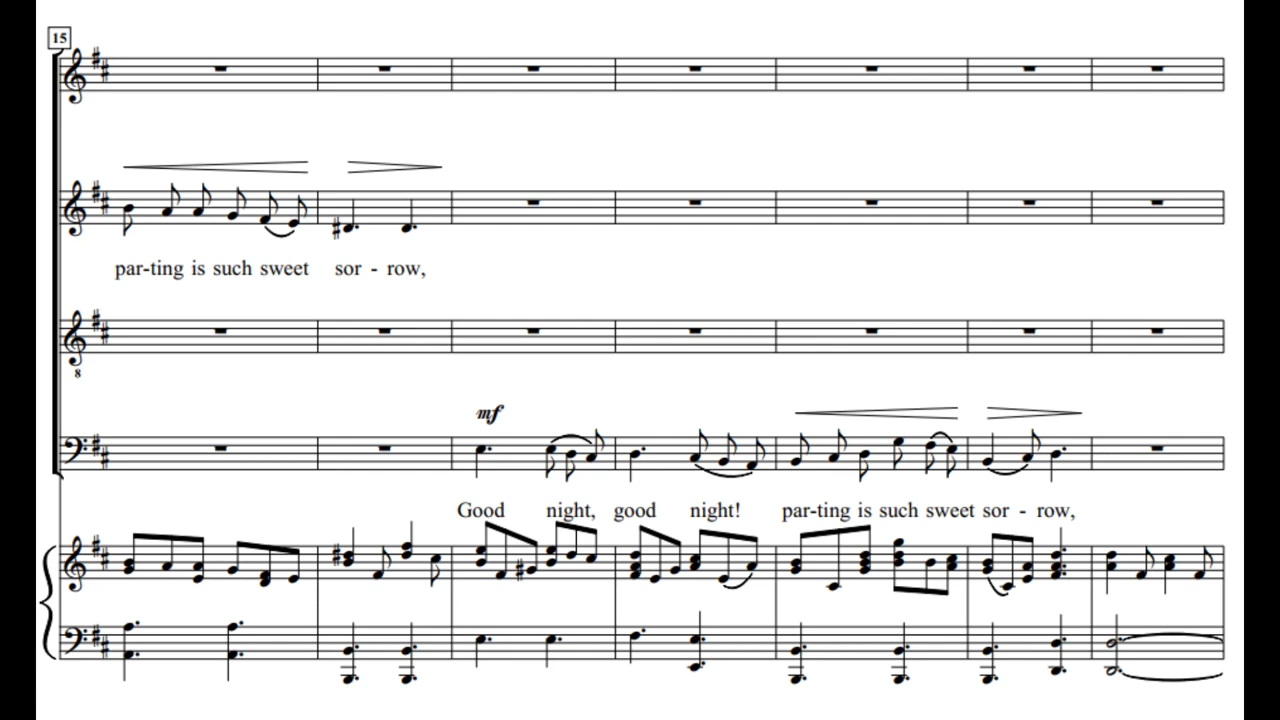 15
par-ting is such sweet sor - row,
8
mf
Good night, good night! par-ting is such sweet sor - row,